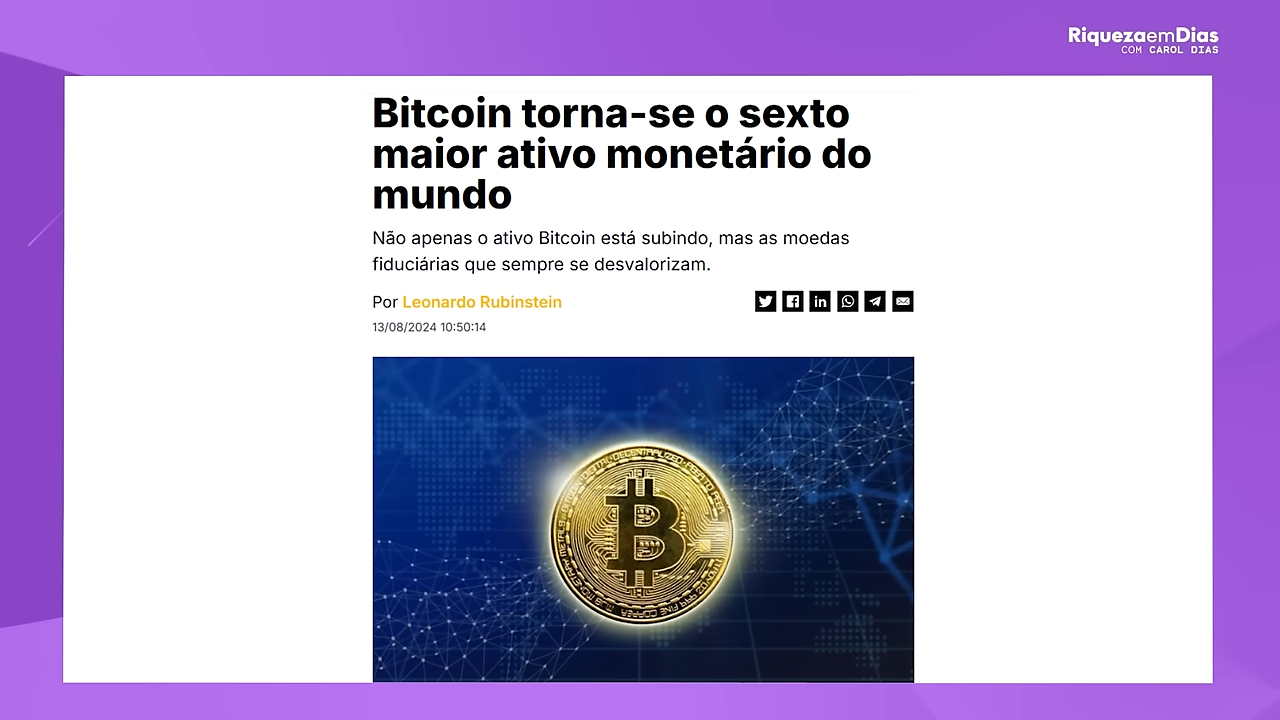 RiquezaemDias
COM CAROL DIAS
Bitcoin torna-se o sexto
maior ativo monetário do
mundo
Não apenas o ativo Bitcoin está subindo, mas as moedas
fiduciárias que sempre se desvalorizam.
Por Leonardo Rubinstein
13/08/2024 10:50:14